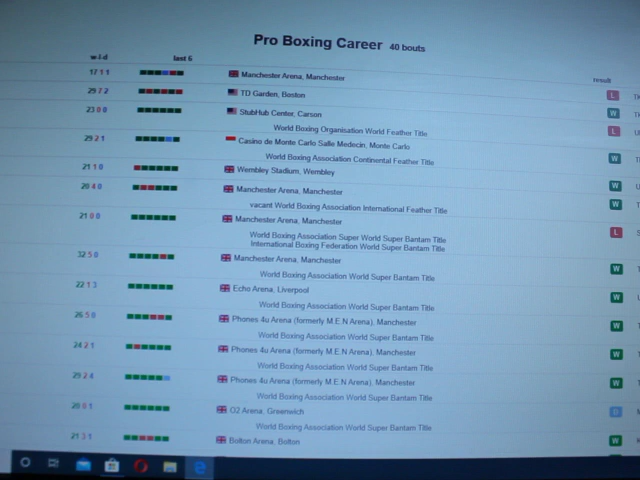 Pro Boxing Career 40 bouts
w-l-d last 6 result
17 1 1 Manchester Arena, Manchester L
29 7 2 TD Garden, Boston W
23 0 0 StubHub Center, Carson L
World Boxing Organisation World Feather Title
29 2 1 Casino de Monte Carlo Salle Medecin, Monte Carlo W
World Boxing Association Continental Feather Title
21 1 0 Wembley Stadium, Wembley W
28 4 0 Manchester Arena, Manchester W
vacant World Boxing Association International Feather Title
21 0 0 Manchester Arena, Manchester L
World Boxing Association Super World Super Bantam Title
International Boxing Federation World Super Bantam Title
32 5 0 Manchester Arena, Manchester W
World Boxing Association World Super Bantam Title
22 1 3 Echo Arena, Liverpool W
World Boxing Association World Super Bantam Title
26 5 0 Phones 4u Arena (formerly M.E.N Arena), Manchester W
World Boxing Association World Super Bantam Title
24 2 1 Phones 4u Arena (formerly M.E.N Arena), Manchester W
World Boxing Association World Super Bantam Title
29 2 4 Phones 4u Arena (formerly M.E.N Arena), Manchester W
World Boxing Association World Super Bantam Title
28 0 1 O2 Arena, Greenwich
World Boxing Association World Super Bantam Title
21 3 1 Bolton Arena, Bolton W